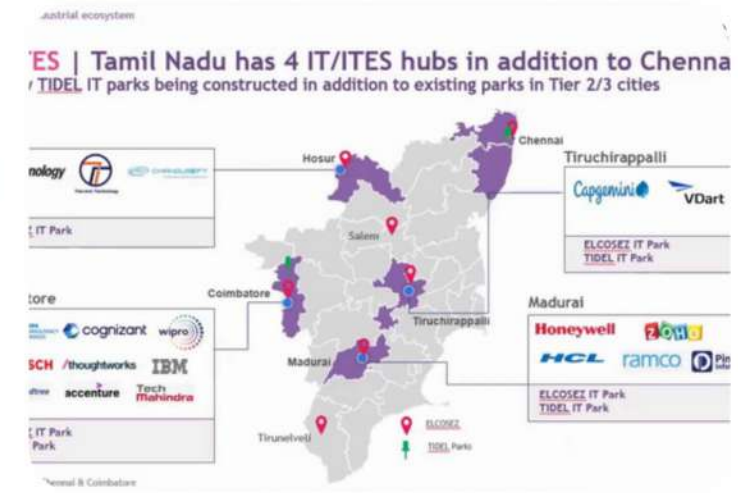 ustrial ecosystem
ES | Tamil Nadu has 4 IT/ITES hubs in addition to Chenna
TIDEL IT parks being constructed in addition to existing parks in Tier 2/3 cities
nology
IT Park
Hosur
Chennai
Salem
Tiruchirappalli
Capgemini
VDart
ELCOSEZ IT Park
TIDEL IT Park
ore
cognizant
wipro
SCH
/thoughtworks
IBM
accenture
Tech Mahindra
IT Park
Park
Coimbatore
Tiruchirappalli
Madurai
Tirunelveli
Madurai
Honeywell
ZOHO
HCL
ramco
Pin
ELCOSEZ IT Park
TIDEL IT Park
ELCOSEZ
TIDEL Parks
Chennai & Coimbatore